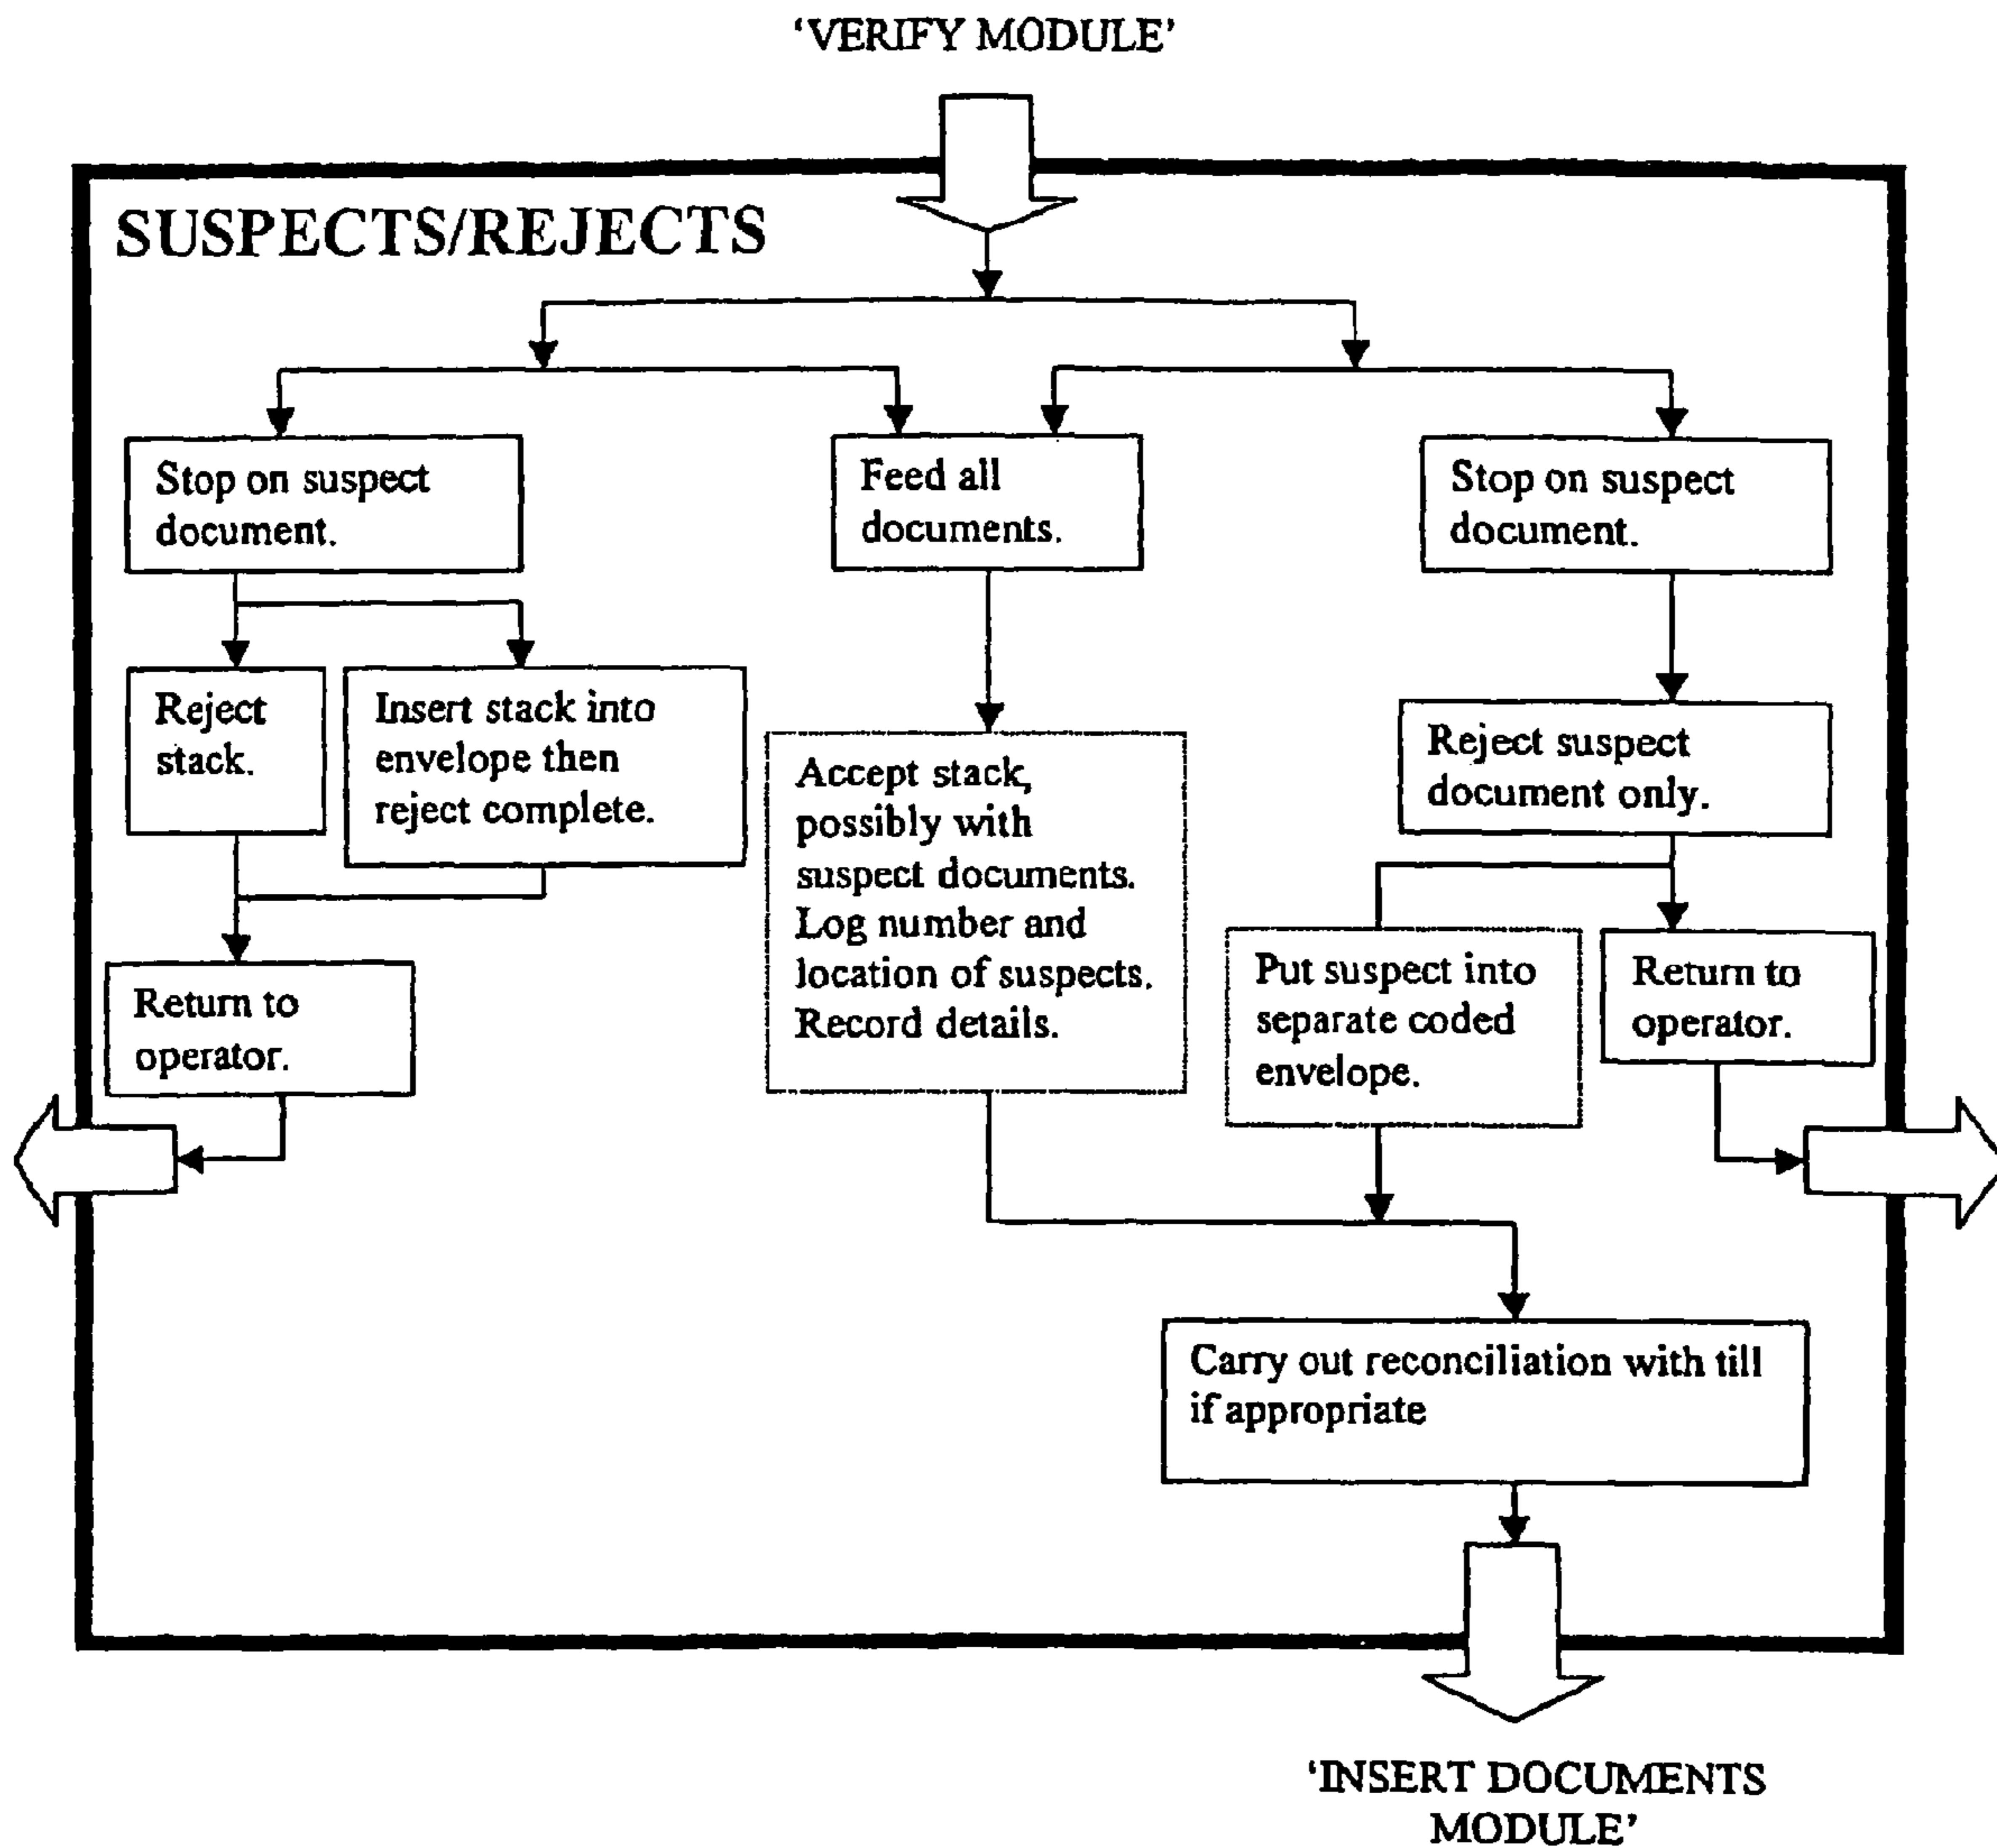 ‘VERIFY MODULE’
SUSPECTS/REJECTS
Stop on suspect
document.
Feed all
documents.
Stop on suspect
document.
Reject
stack.
Insert stack into
envelope then
reject complete.
Accept stack,
possibly with
suspect documents.
Log number and
location of suspects.
Record details.
Reject suspect
document only.
Return to
operator.
Put suspect into
separate coded
envelope.
Return to
operator.
Carry out reconciliation with till
if appropriate
‘INSERT DOCUMENTS
MODULE’